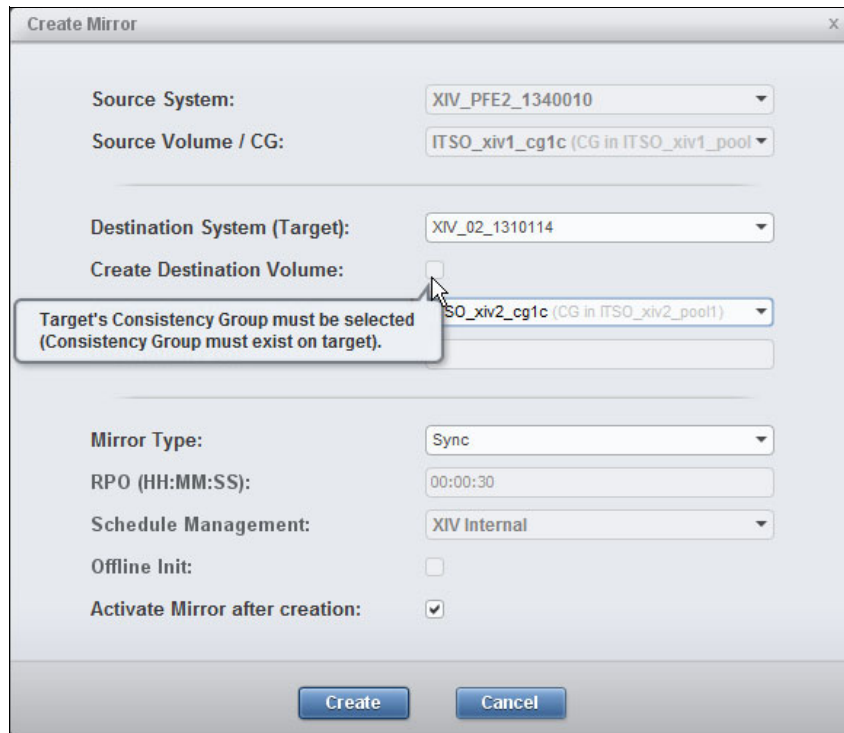 Create Mirror x
Source System: XIV_PFE2_1340010
Source Volume / CG: ITSO_xiv1_cg1c (CG in ITSO_xiv1_pool
Destination System (Target): XIV_02_1310114
Create Destination Volume:
SO_xiv2_cg1c (CG in ITSO_xiv2_pool1)
Target's Consistency Group must be selected
(Consistency Group must exist on target).
Mirror Type: Sync
RPO (HH:MM:SS): 00:00:30
Schedule Management: XIV Internal
Offline Init:
Activate Mirror after creation:
Create Cancel